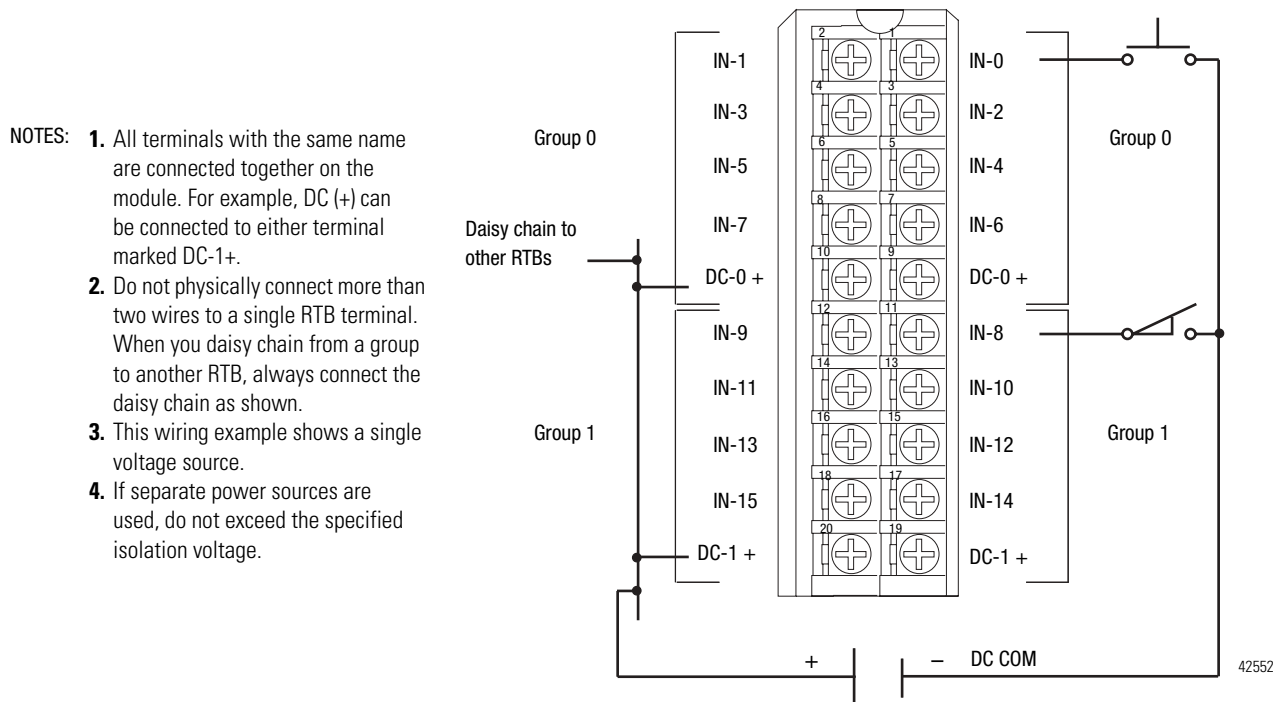 NOTES:
1. All terminals with the same name
are connected together on the
module. For example, DC (+) can
be connected to either terminal
marked DC-1+.
2. Do not physically connect more than
two wires to a single RTB terminal.
When you daisy chain from a group
to another RTB, always connect the
daisy chain as shown.
3. This wiring example shows a single
voltage source.
4. If separate power sources are
used, do not exceed the specified
isolation voltage.
Group 0
Daisy chain to
other RTBs
Group 1
IN-1
IN-3
IN-5
IN-7
DC-0 +
IN-9
IN-11
IN-13
IN-15
DC-1 +
2 1
4 3
6 5
8 7
10 9
12 11
14 13
16 15
18 17
20 19
IN-0
IN-2
IN-4
IN-6
DC-0 +
IN-8
IN-10
IN-12
IN-14
DC-1 +
Group 0
Group 1
+ – DC COM
42552